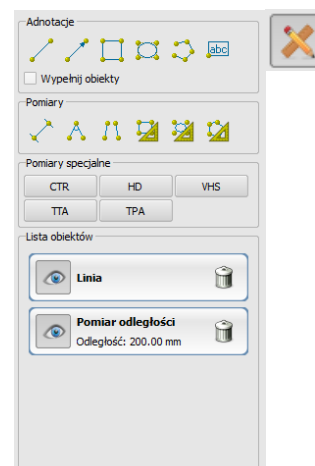 Adnotacje
abc
Wypełnij obiekty
Pomiary
Pomiary specjalne
CTR HD VHS
TTA TPA
Lista obiektów
Linia
Pomiar odległości
Odległość: 200.00 mm